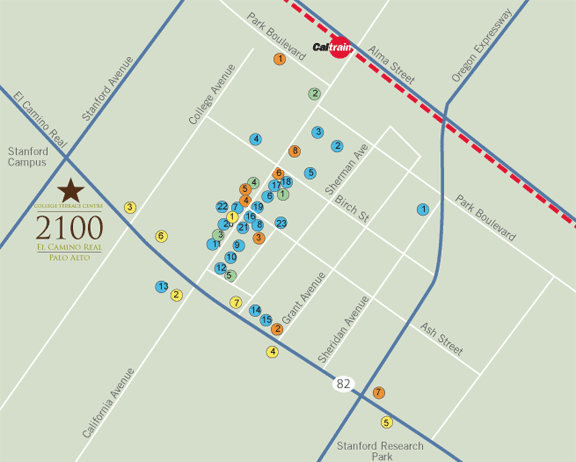 Park Boulevard
Caltrain
Alma Street
Oregon Expressway
Stanford Avenue
College Avenue
El Camino Real
Stanford
Campus
COLLEGE TERRACE CENTRE
2100
EL CAMINO REAL
PALO ALTO
Sherman Ave
Birch St
Park Boulevard
Grant Avenue
Sheridan Avenue
Ash Street
California Avenue
82
Stanford Research
Park
1
2
3
4
2
8
5
6
4
18
17
5
1
6
4
3
22
7
19
1
16
1
8
23
21
3
3
6
11
9
10
12
5
13
2
7
14
15
2
4
7
5